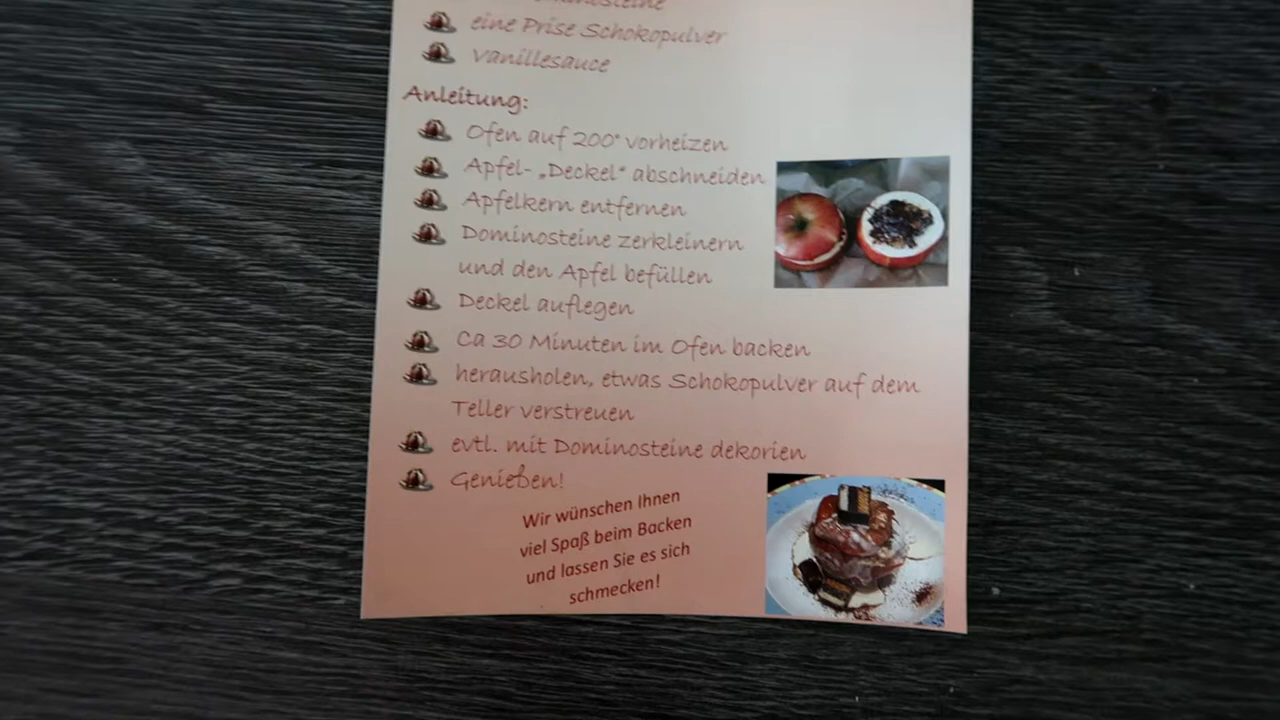 eine Prise Schokopulver
Vanillesauce
Anleitung:
Ofen auf 200° vorheizen
Apfel- „Deckel“ abschneiden
Apfelkern entfernen
Dominosteine zerkleinern
und den Apfel befüllen
Deckel auflegen
Ca 30 Minuten im Ofen backen
herausholen, etwas Schokopulver auf dem
Teller verstreuen
evtl. mit Dominosteine dekorien
Genießen!
Wir wünschen Ihnen
viel Spaß beim Backen
und lassen Sie es sich
schmecken!